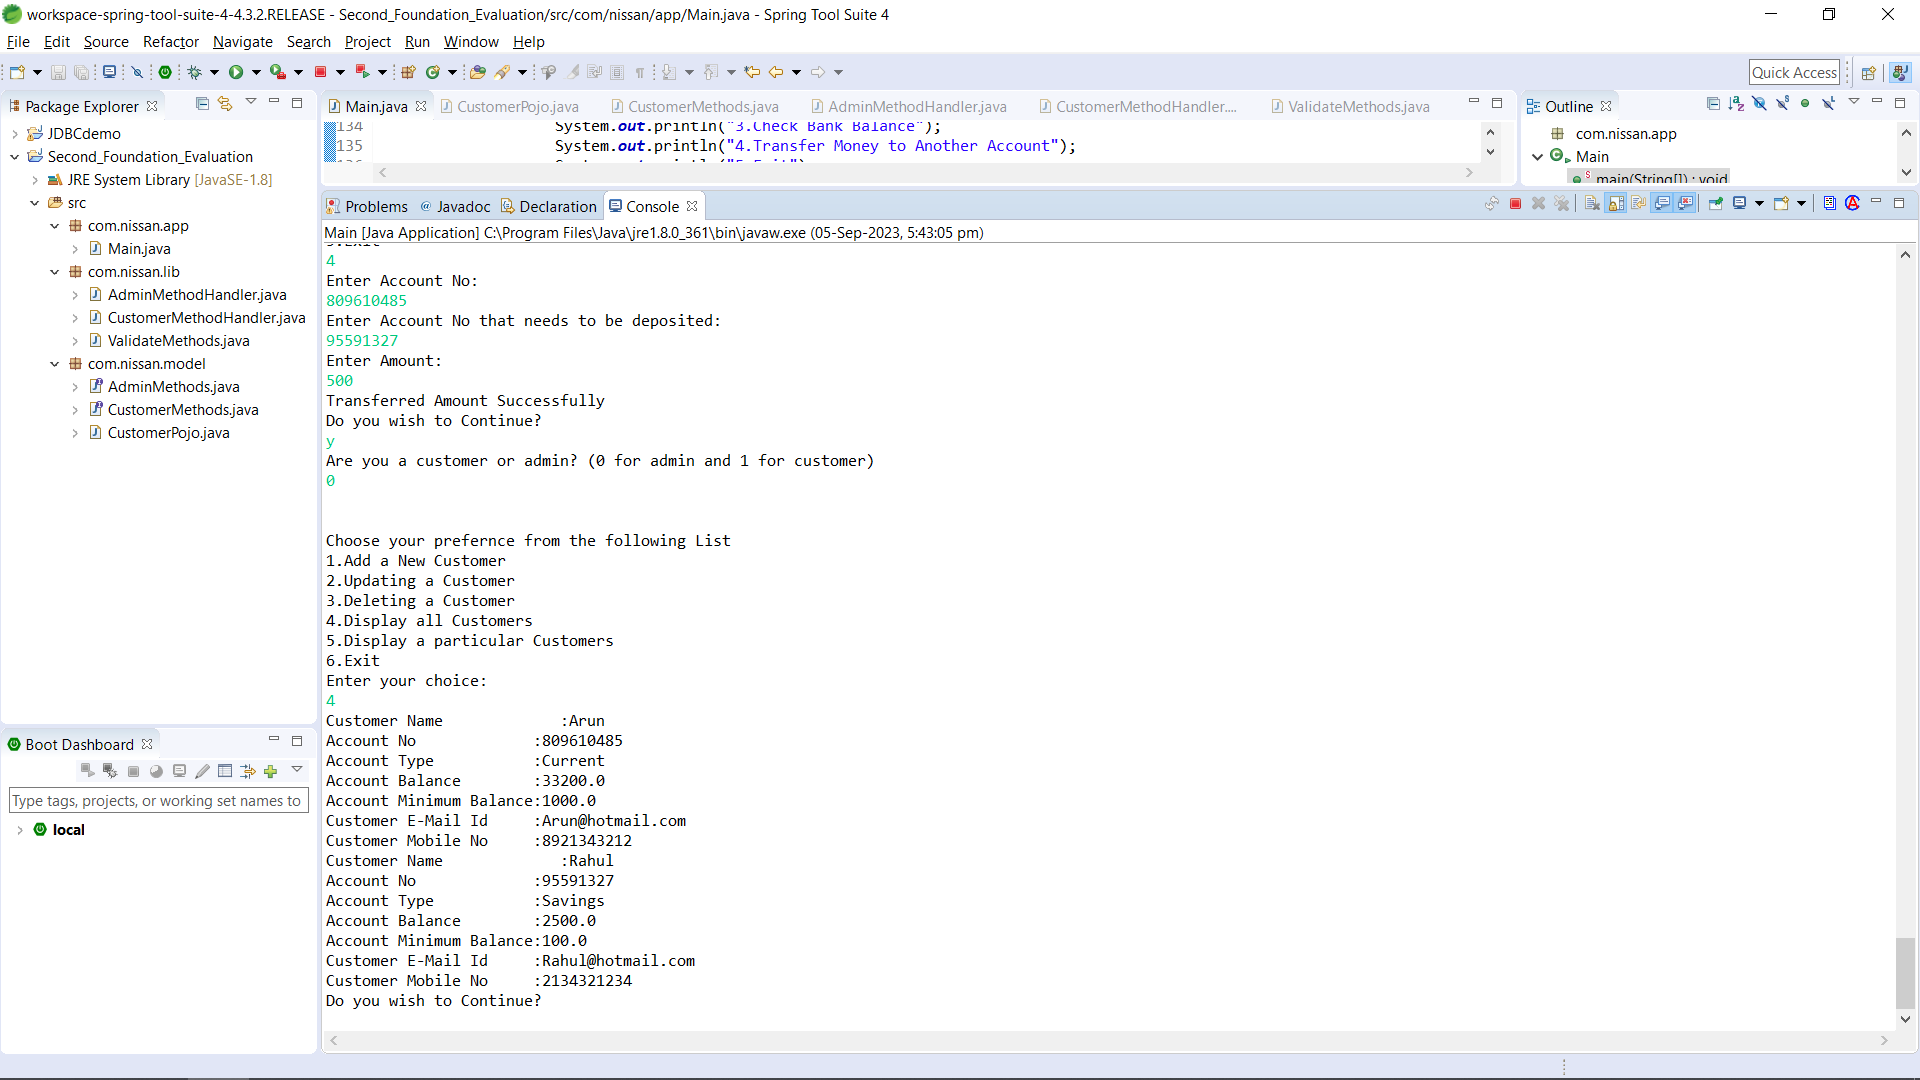 workspace-spring-tool-suite-4-4.3.2.RELEASE - Second_Foundation_Evaluation/src/com/nissan/app/Main.java - Spring Tool Suite 4
File Edit Source Refactor Navigate Search Project Run Window Help
Quick Access
Package Explorer
JDBCdemo
Second_Foundation_Evaluation
JRE System Library [JavaSE-1.8]
src
com.nissan.app
Main.java
com.nissan.lib
AdminMethodHandler.java
CustomerMethodHandler.java
ValidateMethods.java
com.nissan.model
AdminMethods.java
CustomerMethods.java
CustomerPojo.java
Boot Dashboard
Type tags, projects, or working set names to
local
Main.java CustomerPojo.java CustomerMethods.java AdminMethodHandler.java CustomerMethodHandler.... ValidateMethods.java
134 System.out.println("3.Check Bank Balance");
135 System.out.println("4.Transfer Money to Another Account");
Outline
com.nissan.app
Main
main(String[]) : void
Problems @ Javadoc Declaration Console
Main [Java Application] C:\Program Files\Java\jre1.8.0_361\bin\javaw.exe (05-Sep-2023, 5:43:05 pm)
4
Enter Account No:
809610485
Enter Account No that needs to be deposited:
95591327
Enter Amount:
500
Transferred Amount Successfully
Do you wish to Continue?
y
Are you a customer or admin? (0 for admin and 1 for customer)
0
Choose your prefernce from the following List
1.Add a New Customer
2.Updating a Customer
3.Deleting a Customer
4.Display all Customers
5.Display a particular Customers
6.Exit
Enter your choice:
4
Customer Name :Arun
Account No :809610485
Account Type :Current
Account Balance :33200.0
Account Minimum Balance:1000.0
Customer E-Mail Id :Arun@hotmail.com
Customer Mobile No :8921343212
Customer Name :Rahul
Account No :95591327
Account Type :Savings
Account Balance :2500.0
Account Minimum Balance:100.0
Customer E-Mail Id :Rahul@hotmail.com
Customer Mobile No :2134321234
Do you wish to Continue?